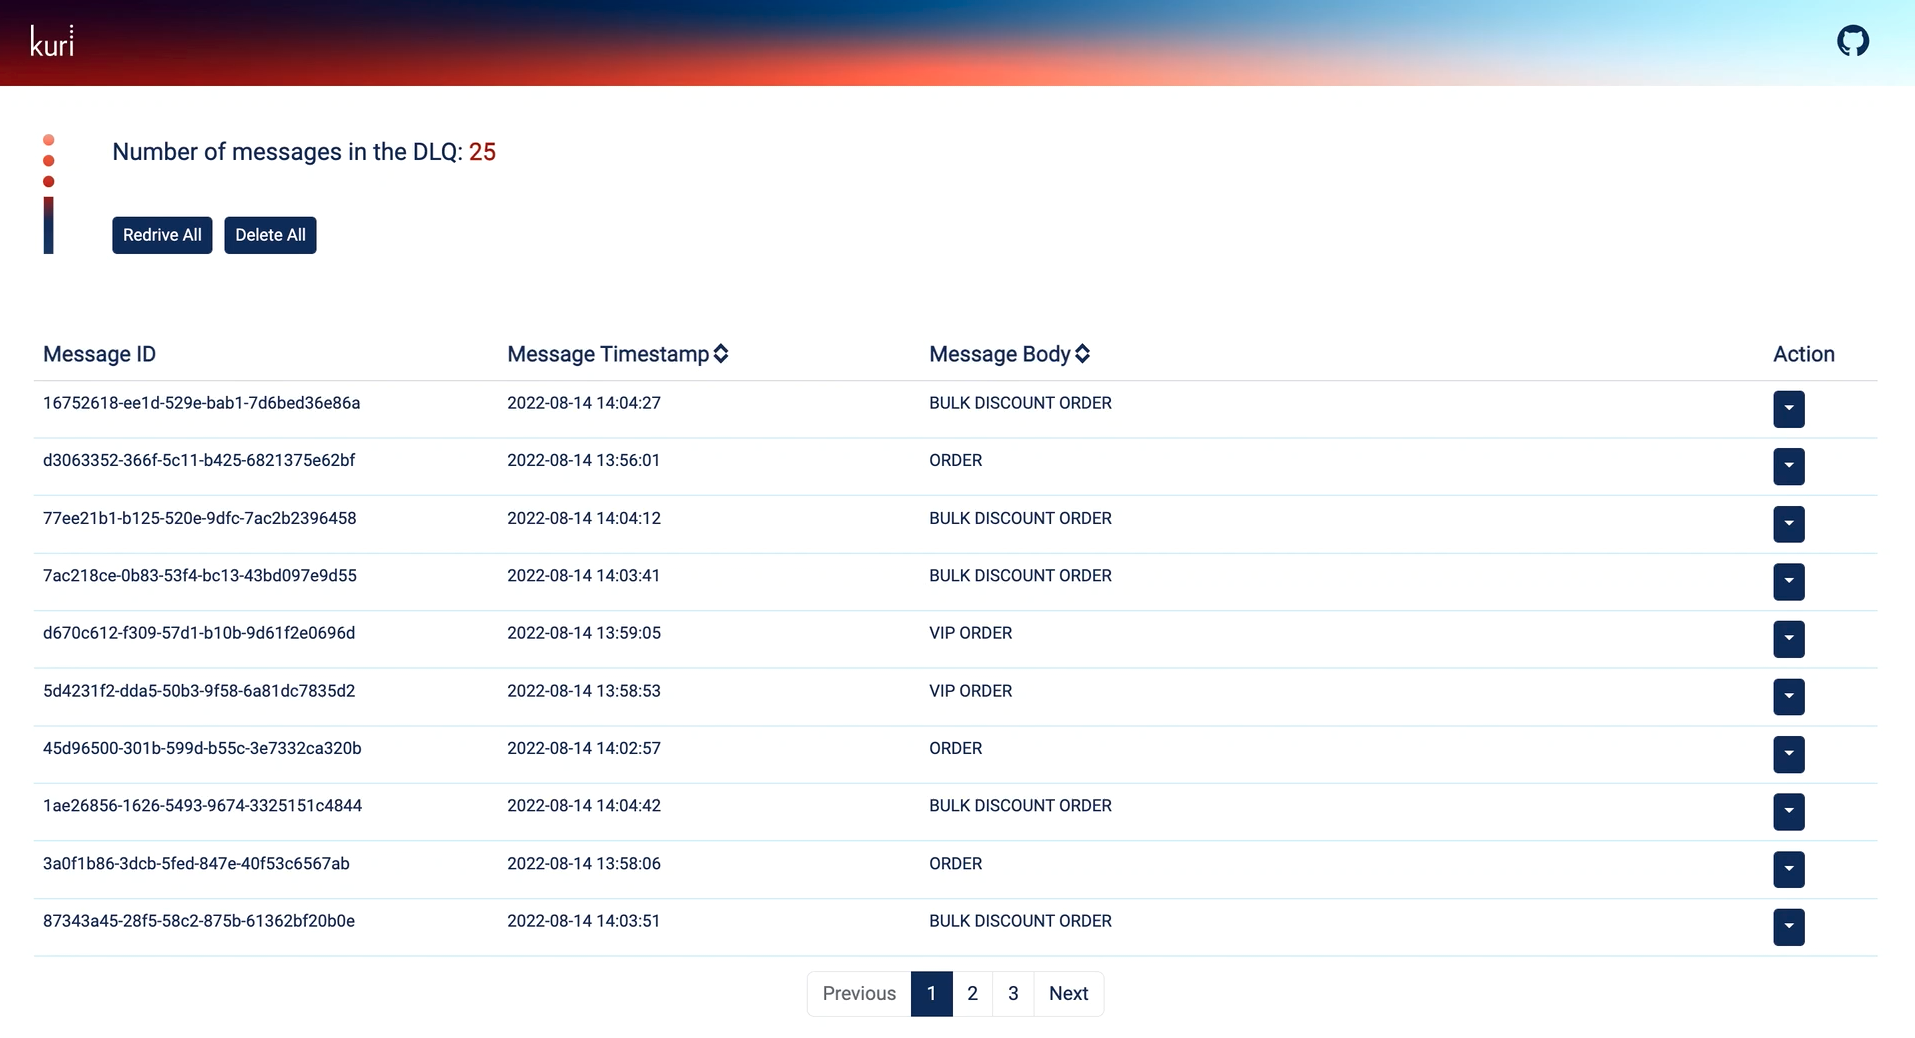 kuri
Number of messages in the DLQ: 25
Redrive All Delete All
Message ID Message Timestamp Message Body Action
16752618-ee1d-529e-bab1-7d6bed36e86a 2022-08-14 14:04:27 BULK DISCOUNT ORDER
d3063352-366f-5c11-b425-6821375e62bf 2022-08-14 13:56:01 ORDER
77ee21b1-b125-520e-9dfc-7ac2b2396458 2022-08-14 14:04:12 BULK DISCOUNT ORDER
7ac218ce-0b83-53f4-bc13-43bd097e9d55 2022-08-14 14:03:41 BULK DISCOUNT ORDER
d670c612-f309-57d1-b10b-9d61f2e0696d 2022-08-14 13:59:05 VIP ORDER
5d4231f2-dda5-50b3-9f58-6a81dc7835d2 2022-08-14 13:58:53 VIP ORDER
45d96500-301b-599d-b55c-3e7332ca320b 2022-08-14 14:02:57 ORDER
1ae26856-1626-5493-9674-3325151c4844 2022-08-14 14:04:42 BULK DISCOUNT ORDER
3a0f1b86-3dcb-5fed-847e-40f53c6567ab 2022-08-14 13:58:06 ORDER
87343a45-28f5-58c2-875b-61362bf20b0e 2022-08-14 14:03:51 BULK DISCOUNT ORDER
Previous 1 2 3 Next